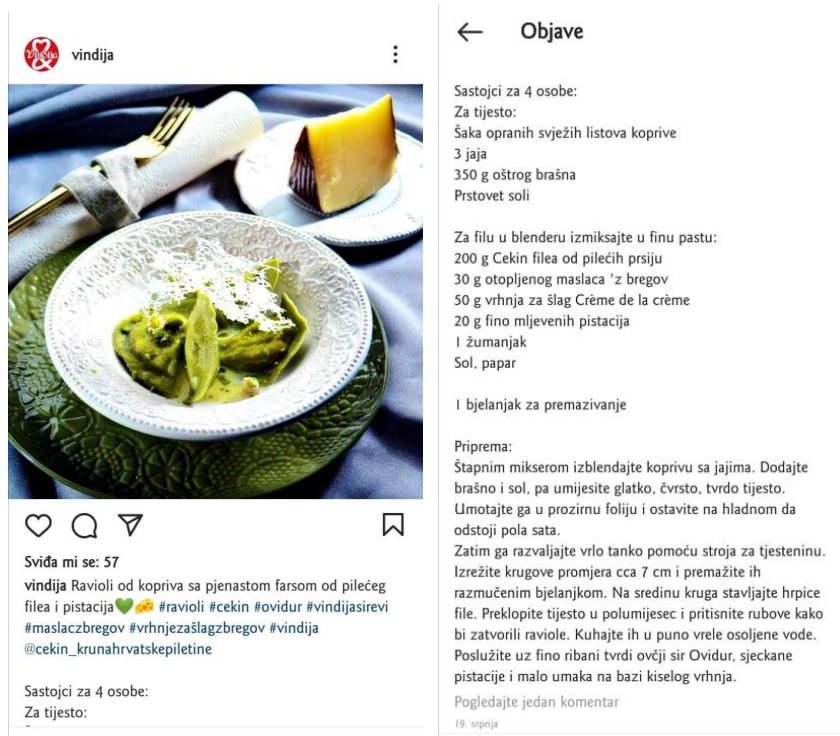 Vindija
vindija
Sviđa mi se: 57
vindija Ravioli od kopriva sa pjenastom farsom od pilećeg
filea i pistacija💚🧀 #ravioli #cekin #ovidur #vindijasirevi
#maslaczbregov #vrhnjezašlagzbregov #vindija
@cekin_krunahrvatskepiletine
Sastojci za 4 osobe:
Za tijesto:
Objave
Sastojci za 4 osobe:
Za tijesto:
Šaka opranih svježih listova koprive
3 jaja
350 g oštrog brašna
Prstovet soli
Za filu u blenderu izmiksajte u finu pastu:
200 g Cekin filea od pilećih prsiju
30 g otopljenog maslaca 'z bregov
50 g vrhnja za šlag Crème de la crème
20 g fino mljevenih pistacija
1 žumanjak
Sol, papar
1 bjelanjak za premazivanje
Priprema:
Štapnim mikserom izblendajte koprivu sa jajima. Dodajte
brašno i sol, pa umijesite glatko, čvrsto, tvrdo tijesto.
Umotajte ga u prozirnu foliju i ostavite na hladnom da
odstoji pola sata.
Zatim ga razvaljajte vrlo tanko pomoću stroja za tjesteninu.
Izrežite krugove promjera cca 7 cm i premažite ih
razmučenim bjelanjkom. Na sredinu kruga stavljajte hrpice
file. Preklopite tijesto u polumijesec i pritisnite rubove kako
bi zatvorili raviole. Kuhajte ih u puno vrele osoljene vode.
Poslužite uz fino ribani tvrdi ovčji sir Ovidur, sjeckane
pistacije i malo umaka na bazi kiselog vrhnja.
Pogledajte jedan komentar
19. srpnja